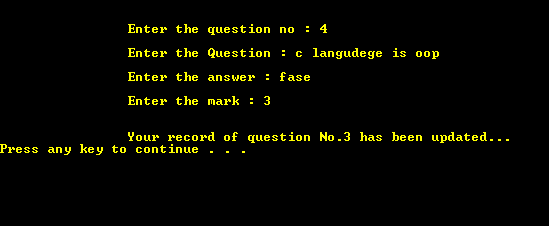 Enter the question no : 4
Enter the Question : c langudege is oop
Enter the answer : fase
Enter the mark : 3
Your record of question No.3 has been updated...
Press any key to continue . . .